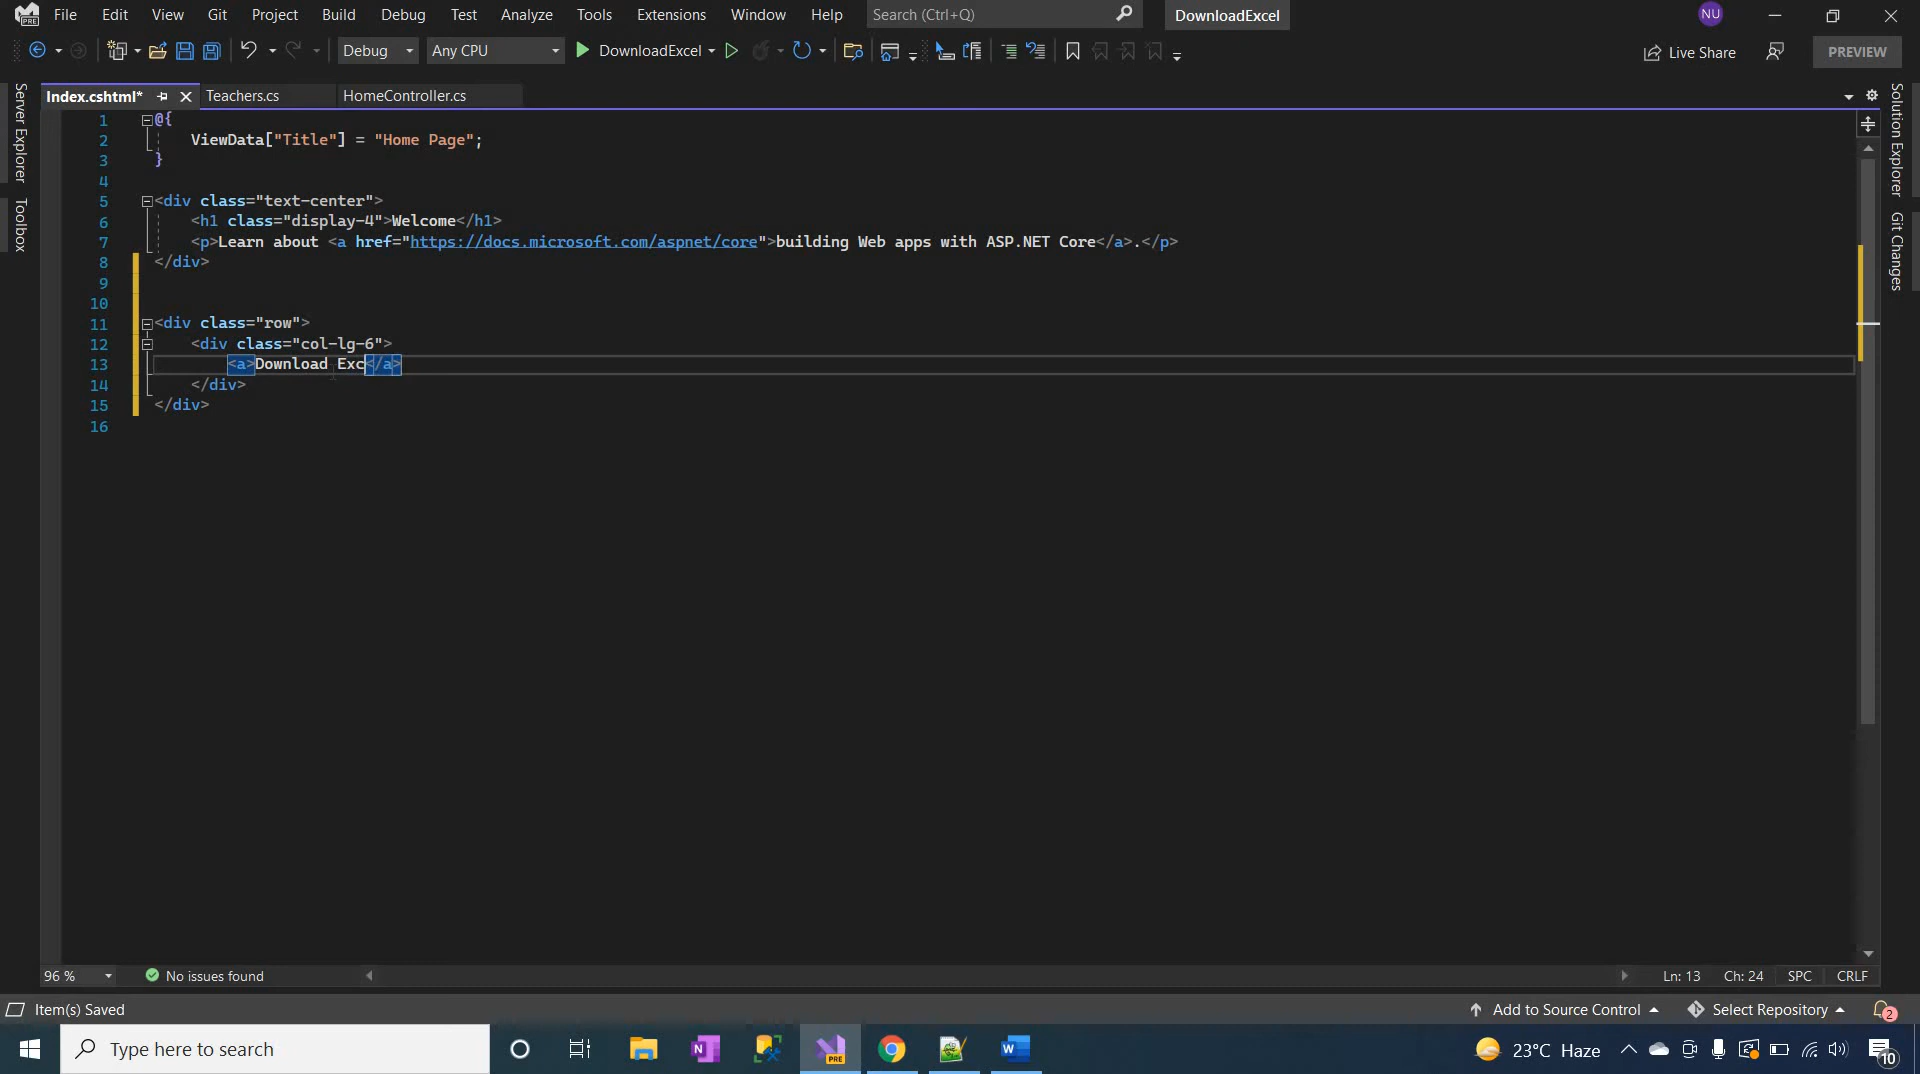 File Edit View Git Project Build Debug Test Analyze Tools Extensions Window Help Search (Ctrl+Q) DownloadExcel NU
PRE
Debug Any CPU DownloadExcel Live Share PREVIEW
Index.cshtml* Teachers.cs HomeController.cs
Server Explorer
Toolbox
Solution Explorer
Git Changes
1 @{
2 ViewData["Title"] = "Home Page";
3 }
4
5 <div class="text-center">
6 <h1 class="display-4">Welcome</h1>
7 <p>Learn about <a href="https://docs.microsoft.com/aspnet/core">building Web apps with ASP.NET Core</a>.</p>
8 </div>
9
10
11 <div class="row">
12 <div class="col-lg-6">
13 <a>Download Exc</a>
14 </div>
15 </div>
16
96 % No issues found Ln: 13 Ch: 24 SPC CRLF
Item(s) Saved Add to Source Control Select Repository 2
Type here to search N PRE W 23°C Haze 10